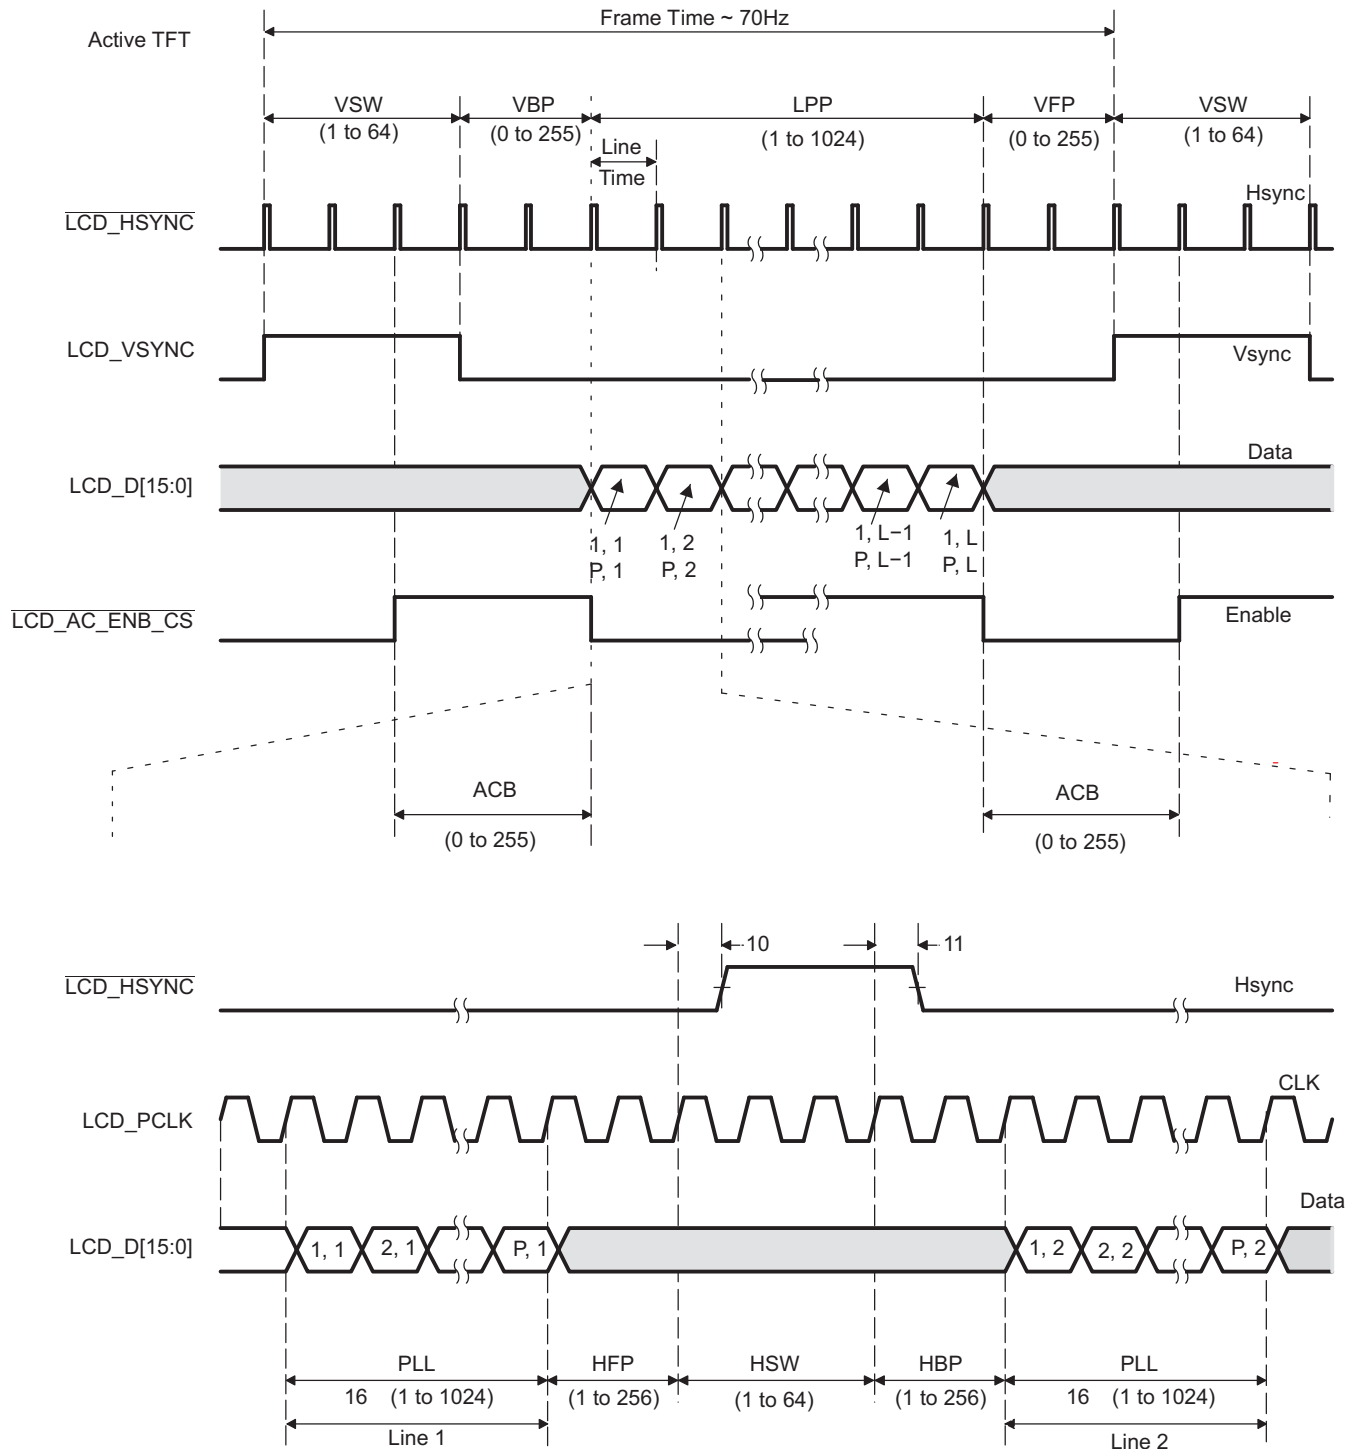 Frame Time ~ 70Hz
Active TFT
VSW
(1 to 64)
VBP
(0 to 255)
LPP
(1 to 1024)
VFP
(0 to 255)
VSW
(1 to 64)
Line
Time
LCD_HSYNC
Hsync
LCD_VSYNC
Vsync
LCD_D[15:0]
Data
1, 1
P, 1
1, 2
P, 2
1, L−1
P, L−1
1, L
P, L
LCD_AC_ENB_CS
Enable
ACB
(0 to 255)
ACB
(0 to 255)
10
11
LCD_HSYNC
Hsync
LCD_PCLK
CLK
LCD_D[15:0]
Data
1, 1
2, 1
P, 1
1, 2
2, 2
P, 2
PLL
16 (1 to 1024)
Line 1
HFP
(1 to 256)
HSW
(1 to 64)
HBP
(1 to 256)
PLL
16 (1 to 1024)
Line 2